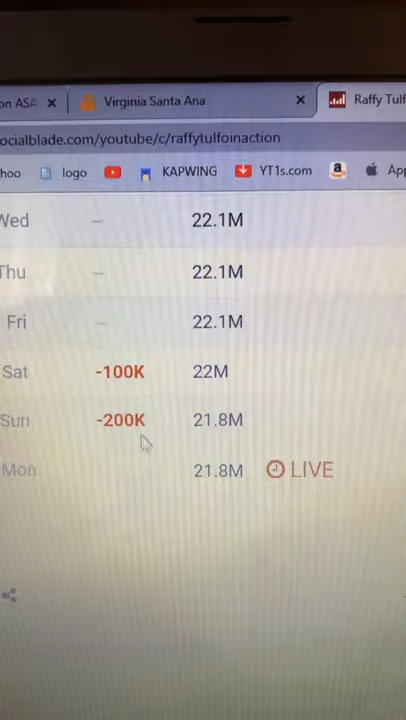 on ASA × Virginia Santa Ana × Raffy Tulf
ocialblade.com/youtube/c/raffytulfoinaction
hoo logo KAPWING YT1s.com a App
Wed – 22.1M
Thu – 22.1M
Fri – 22.1M
Sat -100K 22M
Sun -200K 21.8M
Mon 21.8M LIVE